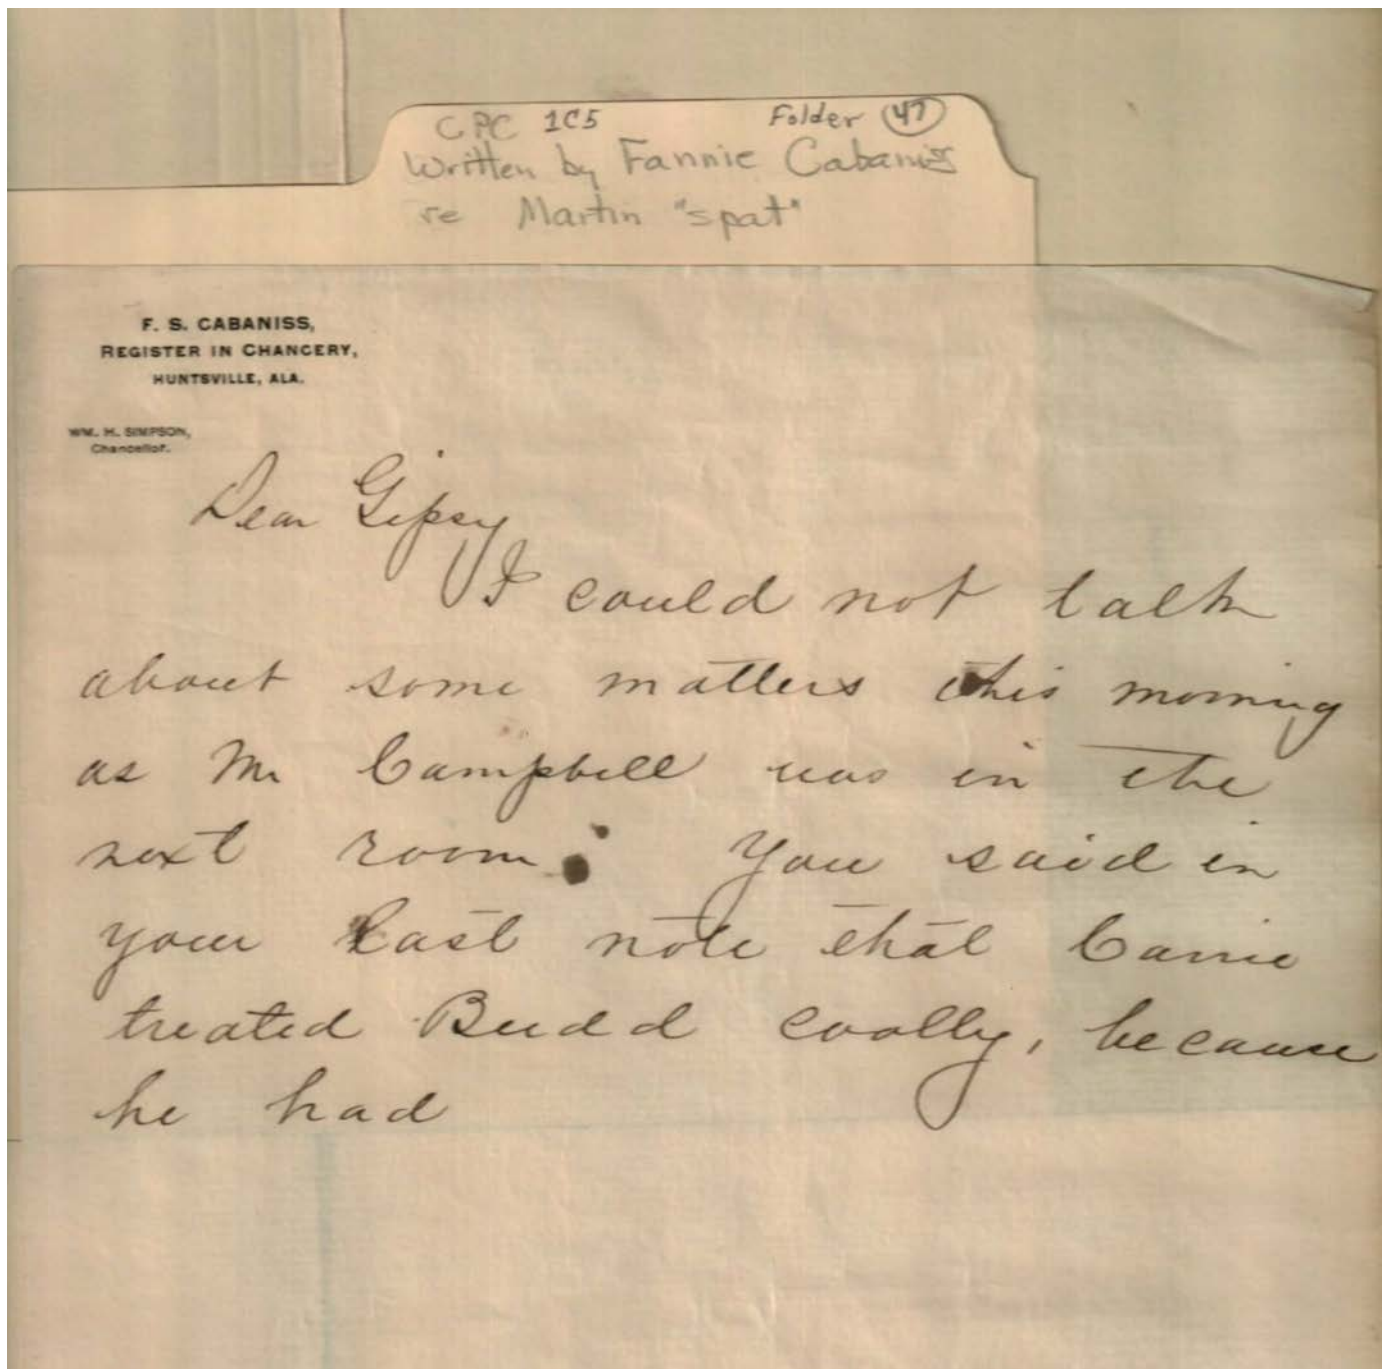 CPC 1C5 Folder 47
Written by Fannie Cabaniss
re Martin "spat"
F. S. CABANISS,
REGISTER IN CHANCERY,
HUNTSVILLE, ALA.
WM. H. SIMPSON,
Chancellor.
Dear Gipsy
I could not talk
about some matters this morning
as Mr Campbell was in the
next room. You said in
your last note that Carrie
treated Budd coolly, because
he had